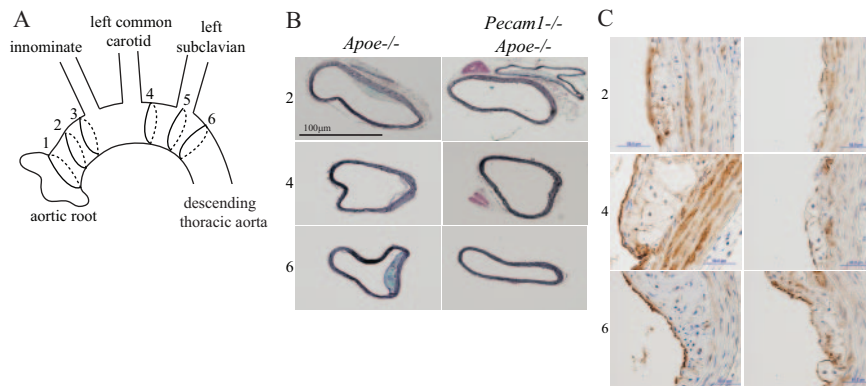 A
innominate
left common
carotid
left
subclavian
1
2
3
4
5
6
aortic root
descending
thoracic aorta
B
Apoe-/-
Pecam1-/-
Apoe-/-
2
100µm
4
6
C
2
4
6